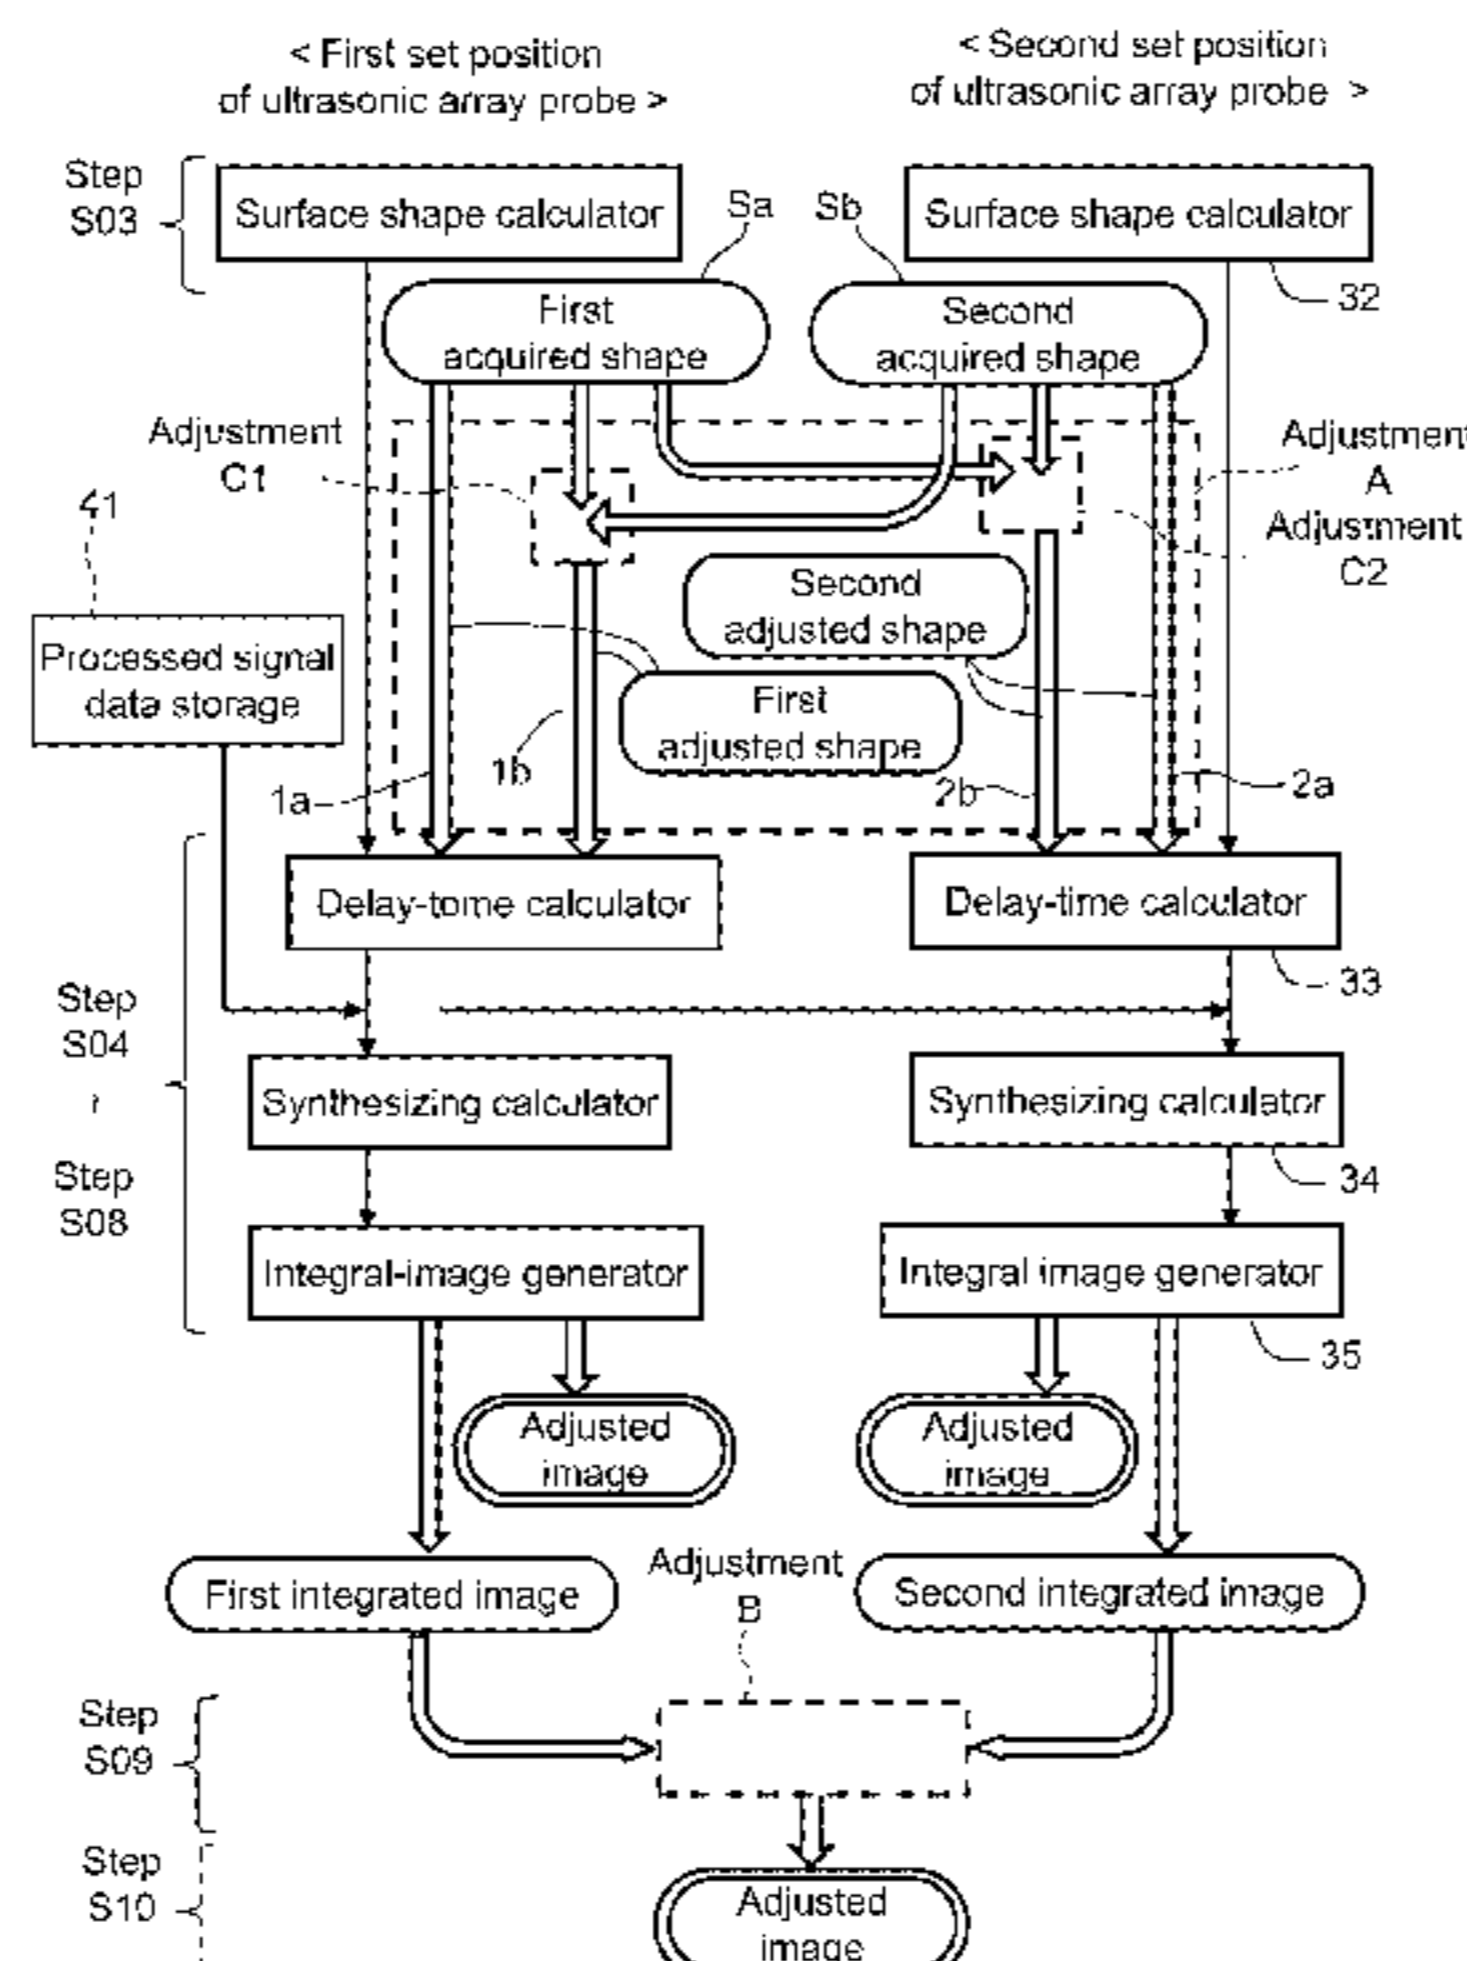 < First set position
of ultrasonic array probe >
< Second set position
of ultrasonic array probe >
Step
S03
Surface shape calculator
Sa
Sb
Surface shape calculator
32
First
acquired shape
Second
acquired shape
Adjustment
C1
Adjustment
A
Adjustment
C2
41
Processed signal
data storage
Second
adjusted shape
First
adjusted shape
1a
1b
2b
2a
Delay-tome calculator
Delay-time calculator
33
Step
S04
Synthesizing calculator
Synthesizing calculator
34
Step
S08
Integral-image generator
Integral image generator
35
Adjusted
image
Adjusted
image
First integrated image
Adjustment
B
Second integrated image
Step
S09
Step
S10
Adjusted
image